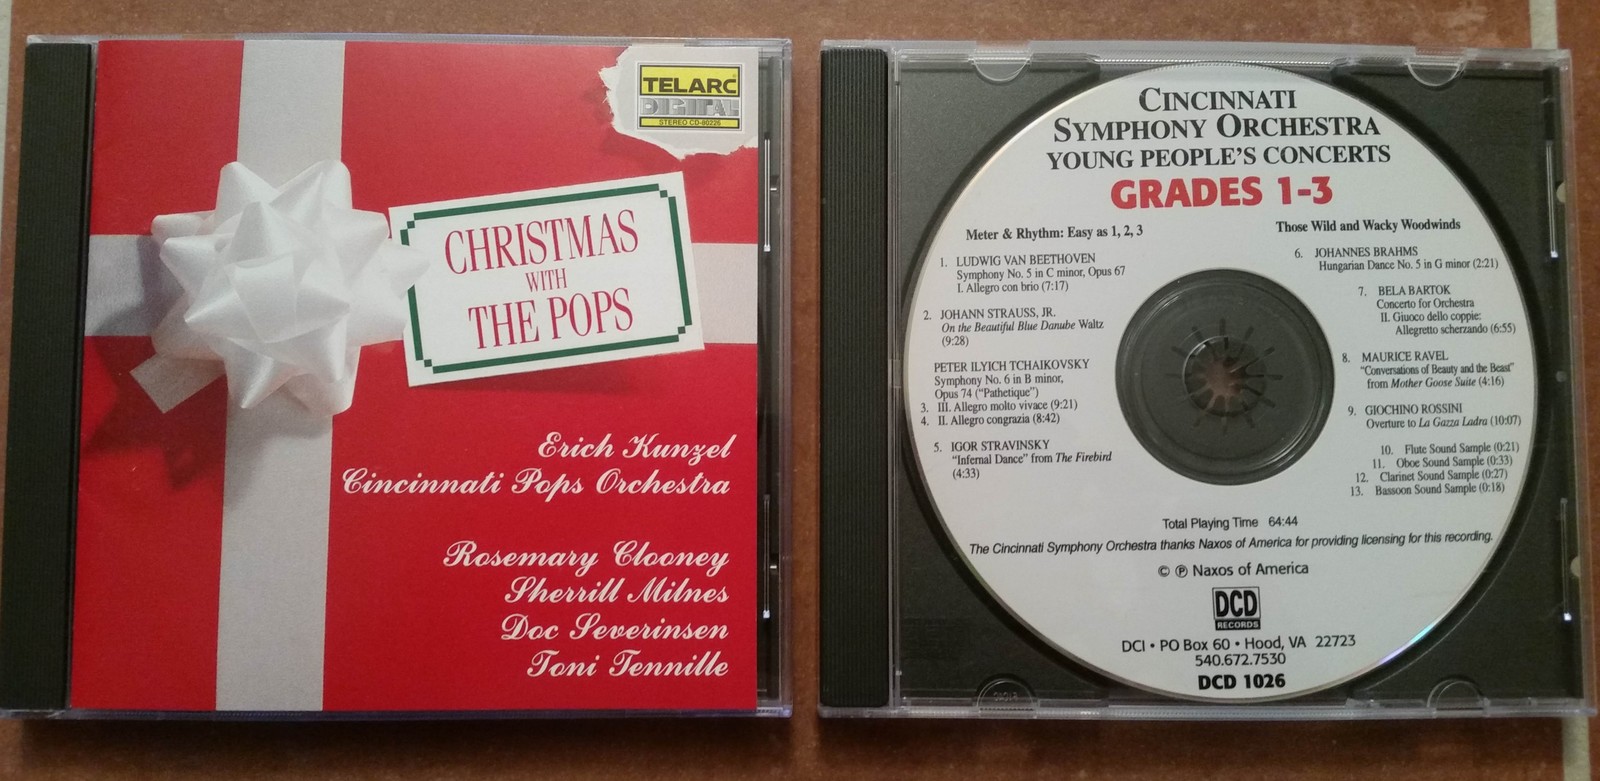 TELARC
DIGITAL
STEREO CD-80226
CHRISTMAS
WITH
THE POPS
Erich Kunzel
Cincinnati Pops Orchestra
Rosemary Clooney
Sherrill Milnes
Doc Severinsen
Toni Tennille
CINCINNATI
SYMPHONY ORCHESTRA
YOUNG PEOPLE'S CONCERTS
GRADES 1-3
Meter & Rhythm: Easy as 1, 2, 3
1. LUDWIG VAN BEETHOVEN
Symphony No. 5 in C minor, Opus 67
I. Allegro con brio (7:17)
2. JOHANN STRAUSS, JR.
On the Beautiful Blue Danube Waltz
(9:28)
PETER ILYICH TCHAIKOVSKY
Symphony No. 6 in B minor,
Opus 74 ("Pathetique")
3. III. Allegro molto vivace (9:21)
4. II. Allegro congrazia (8:42)
5. IGOR STRAVINSKY
"Infernal Dance" from The Firebird
(4:33)
Those Wild and Wacky Woodwinds
6. JOHANNES BRAHMS
Hungarian Dance No. 5 in G minor (2:21)
7. BELA BARTOK
Concerto for Orchestra
II. Giuoco dello coppie:
Allegretto scherzando (6:55)
8. MAURICE RAVEL
"Conversations of Beauty and the Beast"
from Mother Goose Suite (4:16)
9. GIOCHINO ROSSINI
Overture to La Gazza Ladra (10:07)
10. Flute Sound Sample (0:21)
11. Oboe Sound Sample (0:33)
12. Clarinet Sound Sample (0:27)
13. Bassoon Sound Sample (0:18)
Total Playing Time 64:44
The Cincinnati Symphony Orchestra thanks Naxos of America for providing licensing for this recording.
© ℗ Naxos of America
DCD
RECORDS
DCI • PO Box 60 • Hood, VA 22723
540.672.7530
DCD 1026